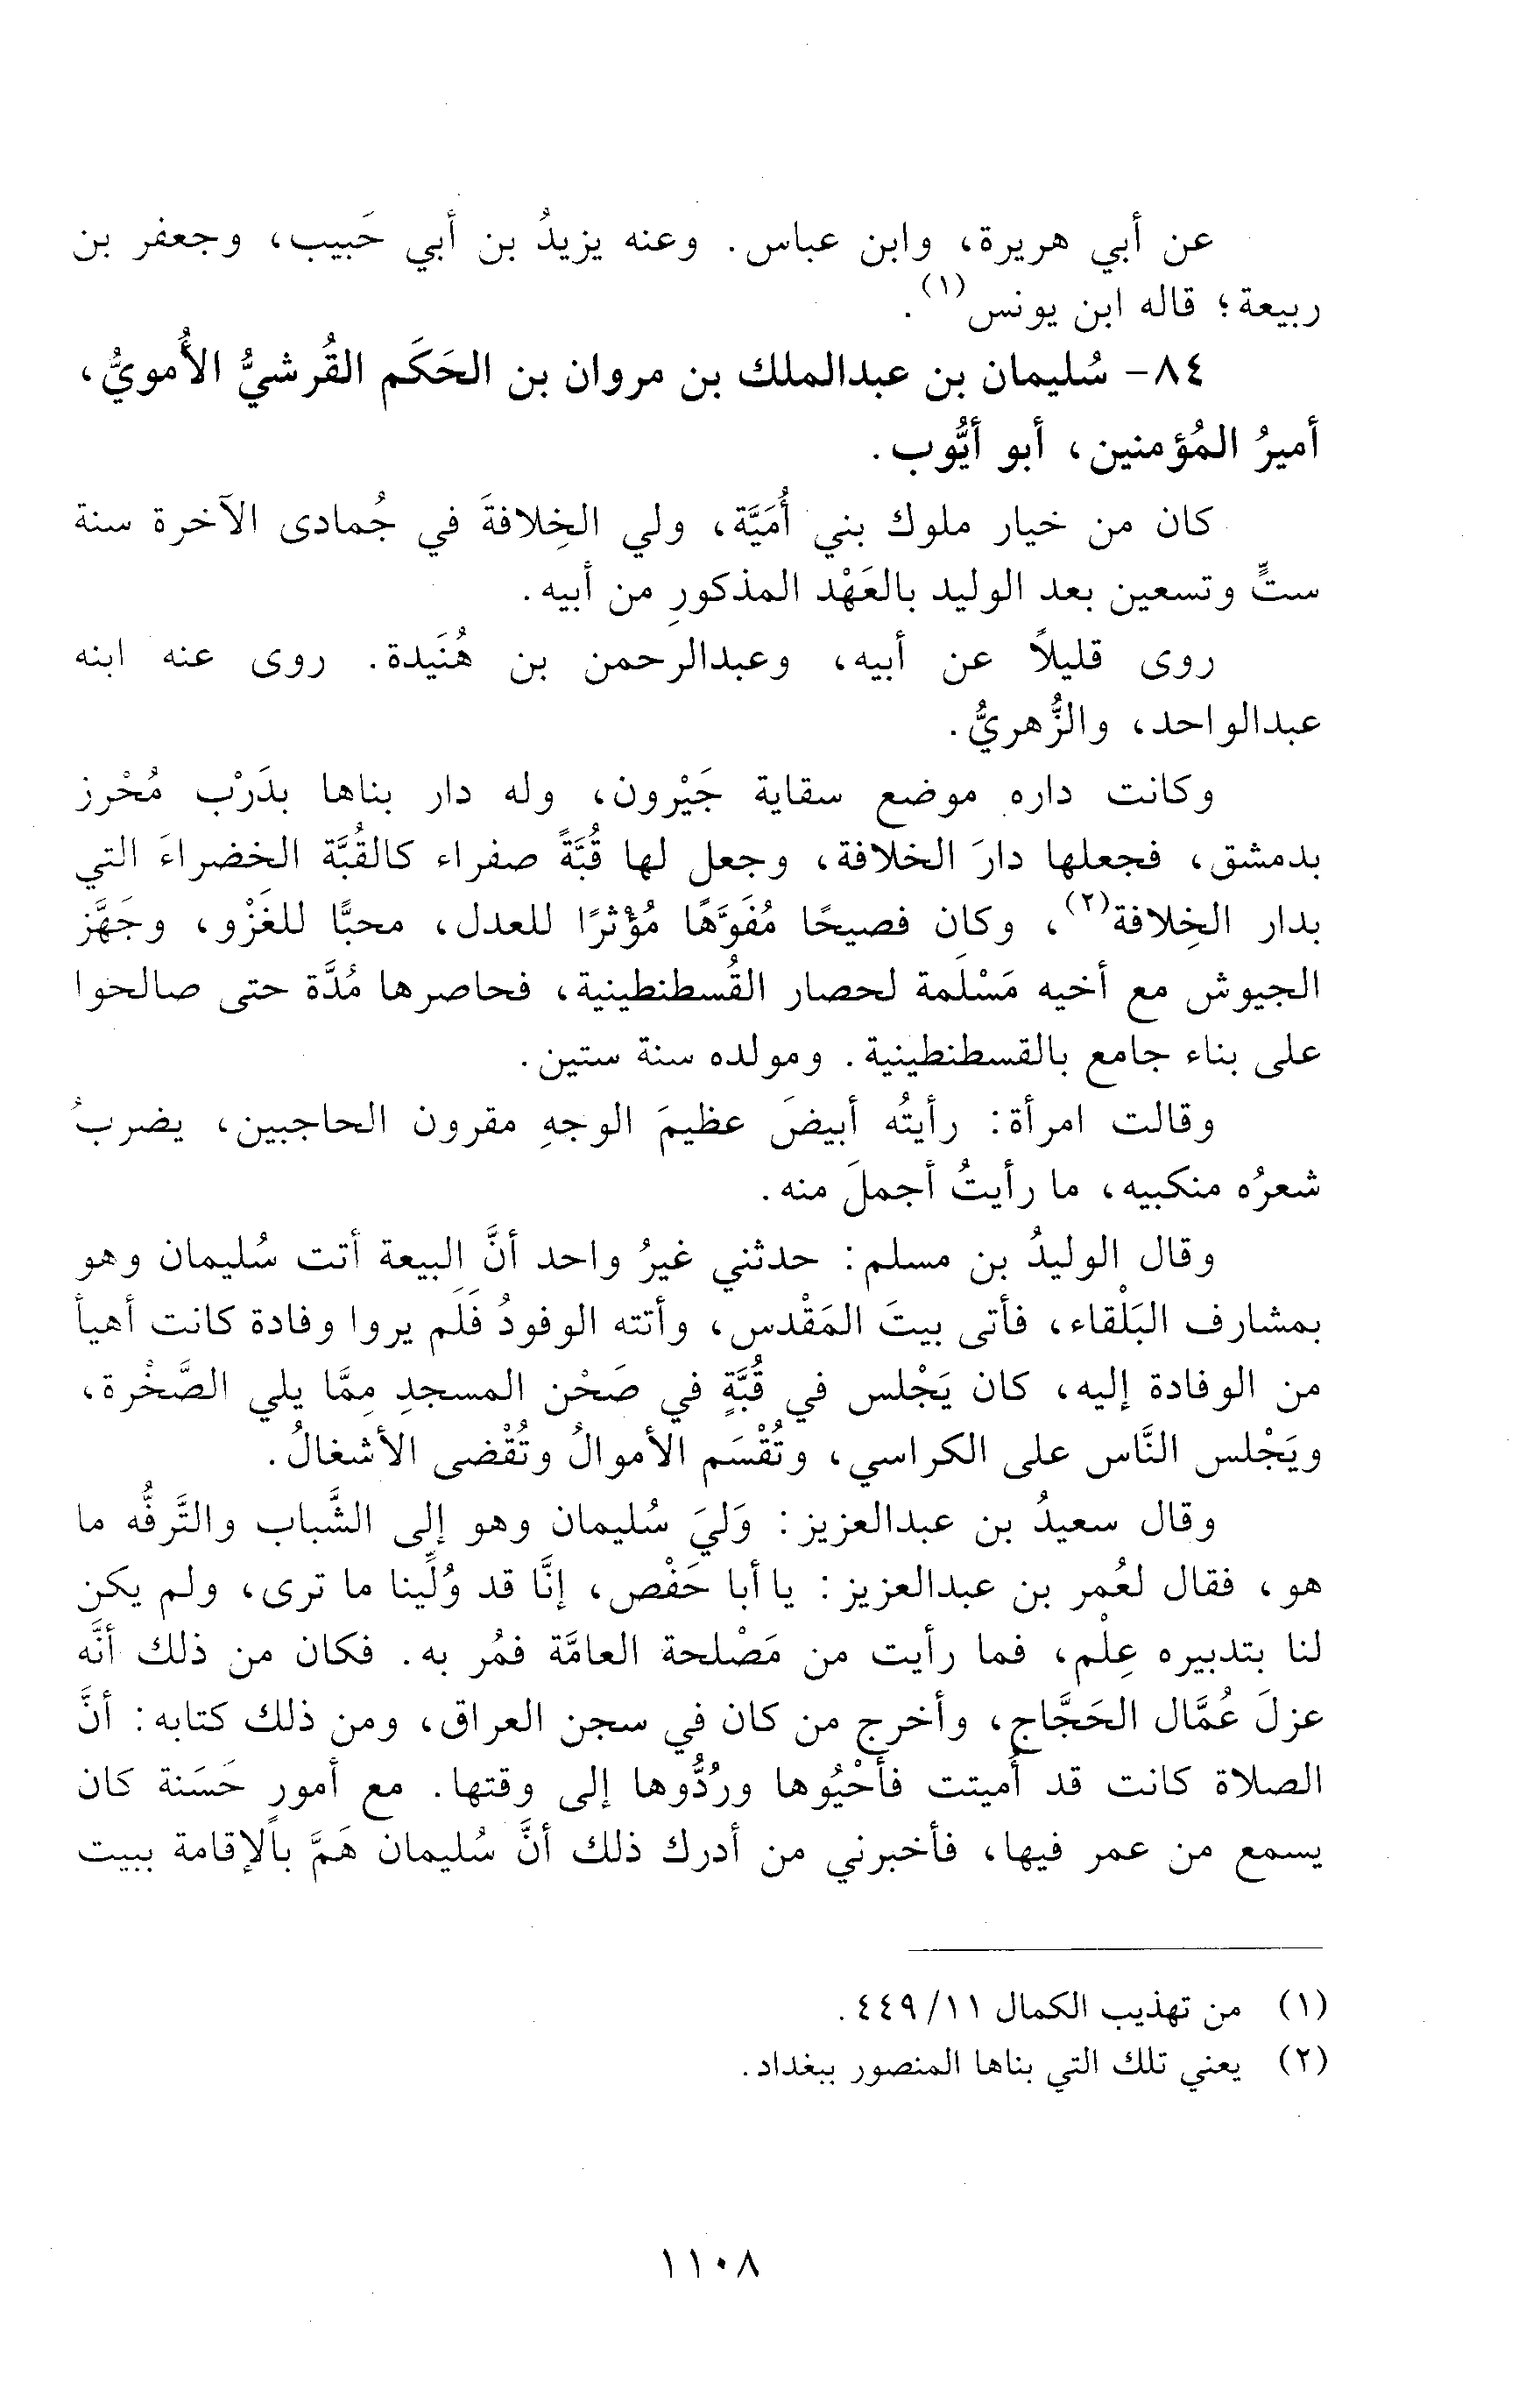 عن أبي هريرة، وابن عباس. وعنه يزيدُ بن أبي حَبيب، وجعفر بن
ربيعة؛ قاله ابن يونس(١).
٨٤- سُليمان بن عبدالملك بن مروان بن الحَكَم القُرشيُّ الأُمويُّ،
أميرُ المُؤمنين، أبو أيُّوب.
كان من خيار ملوك بني أُمَيَّة، ولي الخِلافةَ في جُمادى الآخرة سنة
ستٍّ وتسعين بعد الوليد بالعَهْد المذكورِ من أبيه.
روى قليلاً عن أبيه، وعبدالرحمن بن هُنَيدة. روى عنه ابنه
عبدالواحد، والزُّهريُّ.
وكانت داره موضع سقاية جَيْرون، وله دار بناها بدَرْب مُحْرز
بدمشق، فجعلها دارَ الخلافة، وجعل لها قُبَّةً صفراء كالقُبَّة الخضراءَ التي
بدار الخِلافة(٢)، وكان فصيحًا مُفَوَّهًا مُؤْثرًا للعدل، محبًّا للغَزْو، وجَهَّز
الجيوش مع أخيه مَسْلَمة لحصار القُسطنطينية، فحاصرها مُدَّة حتى صالحوا
على بناء جامع بالقسطنطينية. ومولده سنة ستين.
وقالت امرأة: رأيتُه أبيضَ عظيمَ الوجهِ مقرون الحاجبين، يضربُ
شعرُه منكبيه، ما رأيتُ أجملَ منه.
وقال الوليدُ بن مسلم: حدثني غيرُ واحد أنَّ البيعة أتت سُليمان وهو
بمشارف البَلْقاء، فأتى بيتَ المَقْدس، وأتته الوفودُ فَلَم يروا وفادة كانت أهيأ
من الوفادة إليه، كان يَجْلس في قُبَّةٍ في صَحْن المسجدِ مِمَّا يلي الصَّخْرة،
ويَجْلس النَّاس على الكراسي، وتُقْسَم الأموالُ وتُقْضى الأشغالُ.
وقال سعيدُ بن عبدالعزيز: وَليَ سُليمان وهو إلى الشَّباب والتَّرفُّه ما
هو، فقال لعُمر بن عبدالعزيز: يا أبا حَفْص، إنَّا قد وُلِّينا ما ترى، ولم يكن
لنا بتدبيره عِلْم، فما رأيت من مَصْلحة العامَّة فمُر به. فكان من ذلك أنَّه
عزلَ عُمَّال الحَجَّاج، وأخرج من كان في سجن العراق، ومن ذلك كتابه: أنَّ
الصلاة كانت قد أُميتت فأَحْيُوها ورُدُّوها إلى وقتها. مع أمورٍ حَسَنة كان
يسمع من عمر فيها، فأخبرني من أدرك ذلك أنَّ سُليمان هَمَّ بالإقامة ببيت
(١) من تهذيب الكمال ١١/ ٤٤٩.
(٢) يعني تلك التي بناها المنصور ببغداد.
١١٠٨